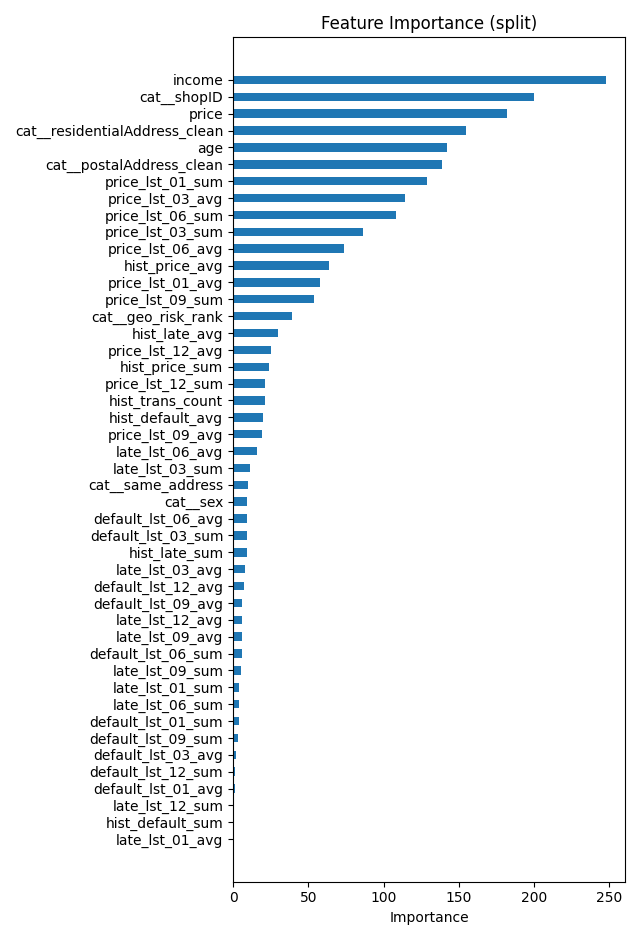 Feature Importance (split)
income
cat__shopID
price
cat__residentialAddress_clean
age
cat__postalAddress_clean
price_lst_01_sum
price_lst_03_avg
price_lst_06_sum
price_lst_03_sum
price_lst_06_avg
hist_price_avg
price_lst_01_avg
price_lst_09_sum
cat__geo_risk_rank
hist_late_avg
price_lst_12_avg
hist_price_sum
price_lst_12_sum
hist_trans_count
hist_default_avg
price_lst_09_avg
late_lst_06_avg
late_lst_03_sum
cat__same_address
cat__sex
default_lst_06_avg
default_lst_03_sum
hist_late_sum
late_lst_03_avg
default_lst_12_avg
default_lst_09_avg
late_lst_12_avg
late_lst_09_avg
default_lst_06_sum
late_lst_09_sum
late_lst_01_sum
late_lst_06_sum
default_lst_01_sum
default_lst_09_sum
default_lst_03_avg
default_lst_12_sum
default_lst_01_avg
late_lst_12_sum
hist_default_sum
late_lst_01_avg
0 50 100 150 200 250
Importance